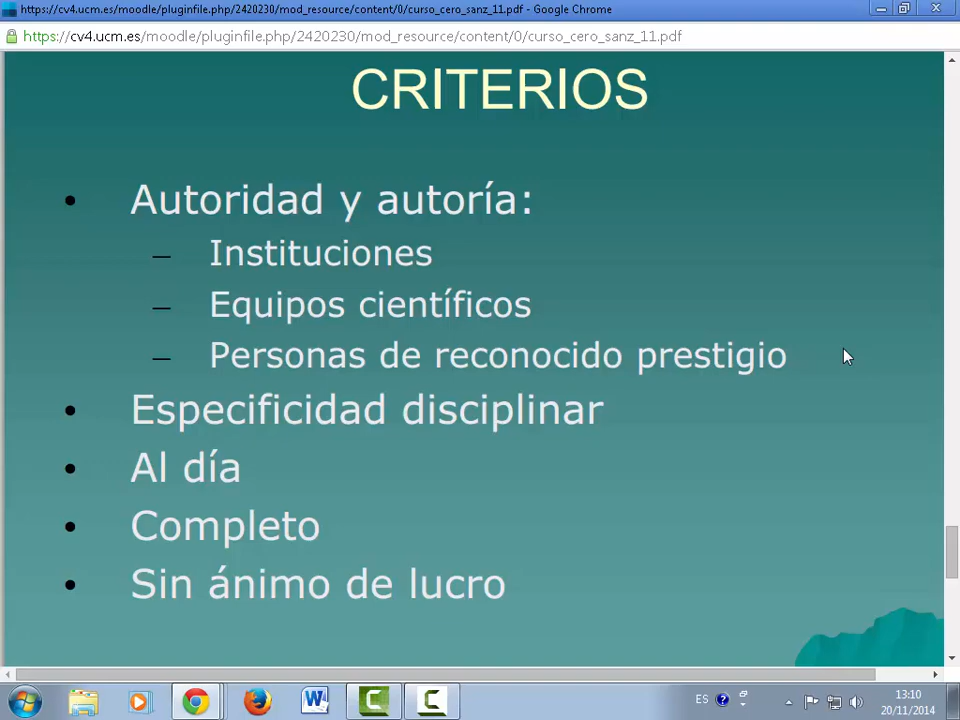 https://cv4.ucm.es/moodle/pluginfile.php/2420230/mod_resource/content/0/curso_cero_sanz_11.pdf - Google Chrome
https://cv4.ucm.es/moodle/pluginfile.php/2420230/mod_resource/content/0/curso_cero_sanz_11.pdf
CRITERIOS
• Autoridad y autoría:
– Instituciones
– Equipos científicos
– Personas de reconocido prestigio
• Especificidad disciplinar
• Al día
• Completo
• Sin ánimo de lucro
ES
13:10
20/11/2014